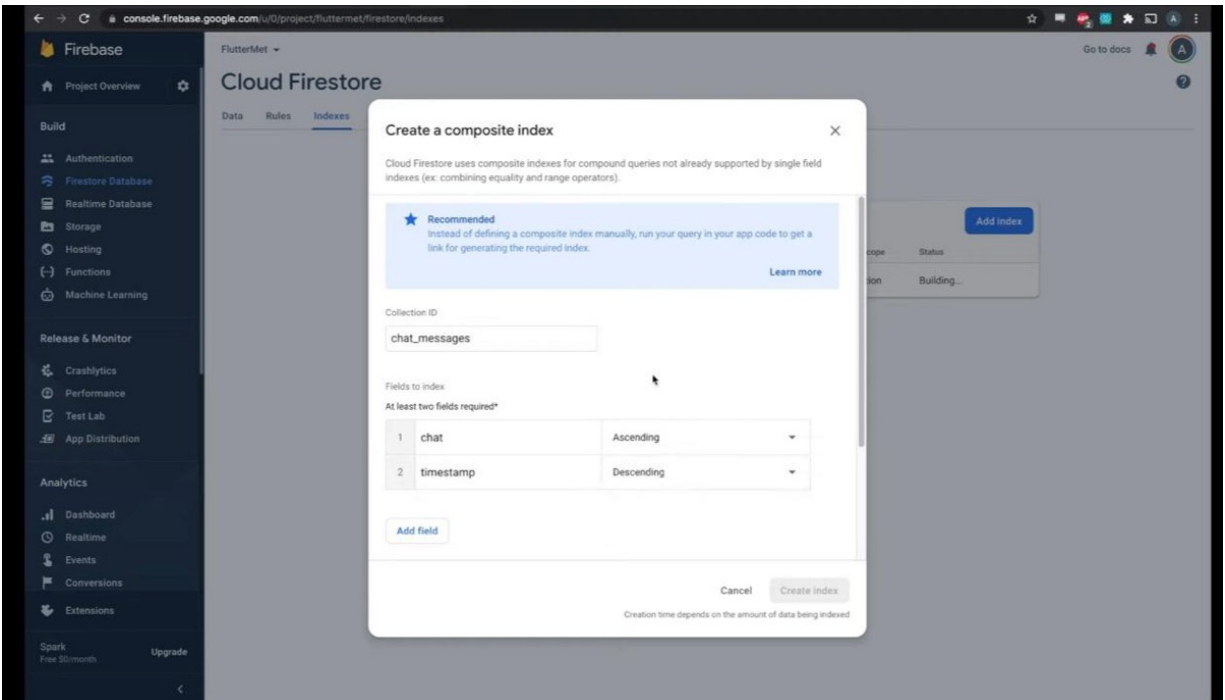 console.firebase.google.com/u/0/project/fluttermet/firestore/indexes
A
Firebase
FlutterMet
Go to docs
A
Project Overview
Cloud Firestore
Data Rules Indexes
Build
Authentication
Firestore Database
Realtime Database
Storage
Hosting
Functions
Machine Learning
Release & Monitor
Crashlytics
Performance
Test Lab
App Distribution
Analytics
Dashboard
Realtime
Events
Conversions
Extensions
Spark
Free $0/month
Upgrade
Create a composite index
Cloud Firestore uses composite indexes for compound queries not already supported by single field
indexes (ex: combining equality and range operators).
Recommended
Instead of defining a composite index manually, run your query in your app code to get a
link for generating the required index.
Learn more
Collection ID
chat_messages
Fields to index
At least two fields required*
1 chat Ascending
2 timestamp Descending
Add field
Cancel Create index
Creation time depends on the amount of data being indexed
Add index
cope Status
ion Building...